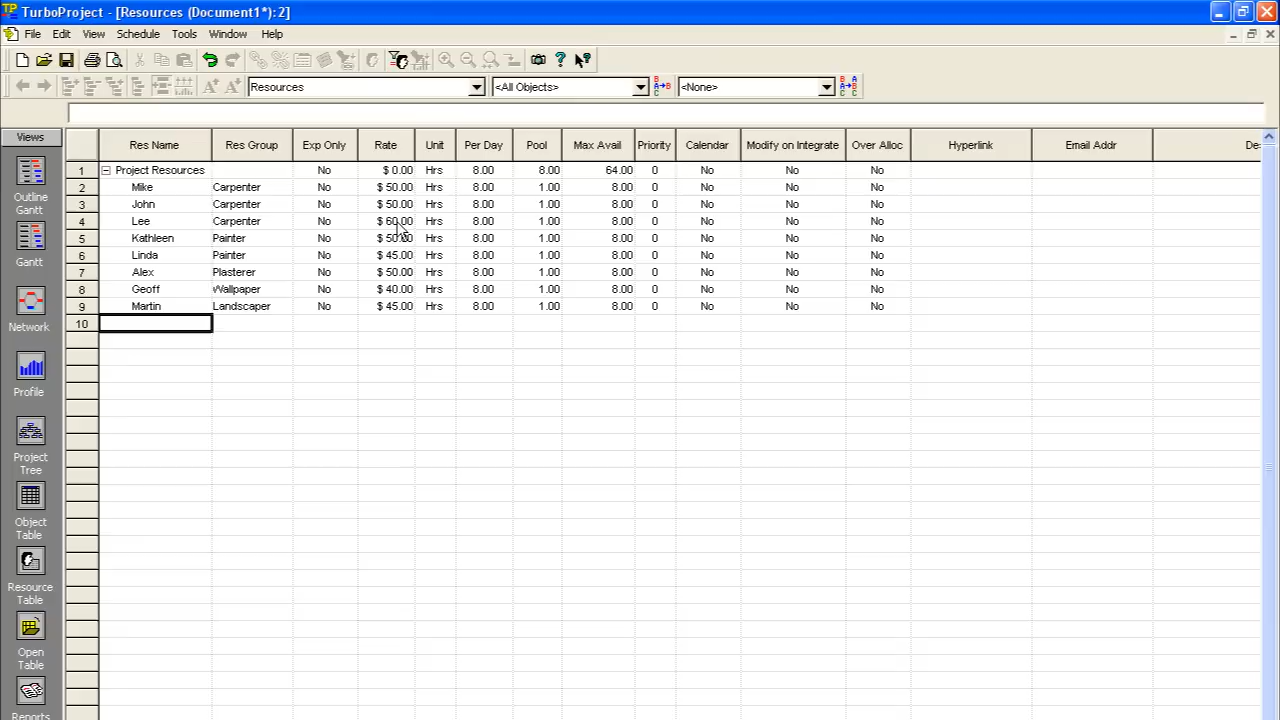 TurboProject - [Resources (Document1*):2]
File Edit View Schedule Tools Window Help
Resources <All Objects> <None>
Views Res Name Res Group Exp Only Rate Unit Per Day Pool Max Avail Priority Calendar Modify on Integrate Over Alloc Hyperlink Email Addr
1 Project Resources No $ 0.00 Hrs 8.00 8.00 64.00 0 No No No
2 Mike Carpenter No $ 50.00 Hrs 8.00 1.00 8.00 0 No No No
3 John Carpenter No $ 50.00 Hrs 8.00 1.00 8.00 0 No No No
4 Lee Carpenter No $ 60.00 Hrs 8.00 1.00 8.00 0 No No No
5 Kathleen Painter No $ 50.00 Hrs 8.00 1.00 8.00 0 No No No
6 Linda Painter No $ 45.00 Hrs 8.00 1.00 8.00 0 No No No
7 Alex Plasterer No $ 50.00 Hrs 8.00 1.00 8.00 0 No No No
8 Geoff Wallpaper No $ 40.00 Hrs 8.00 1.00 8.00 0 No No No
9 Martin Landscaper No $ 45.00 Hrs 8.00 1.00 8.00 0 No No No
10
Outline
Gantt
Gantt
Network
Profile
Project
Tree
Object
Table
Resource
Table
Open
Table
Reports